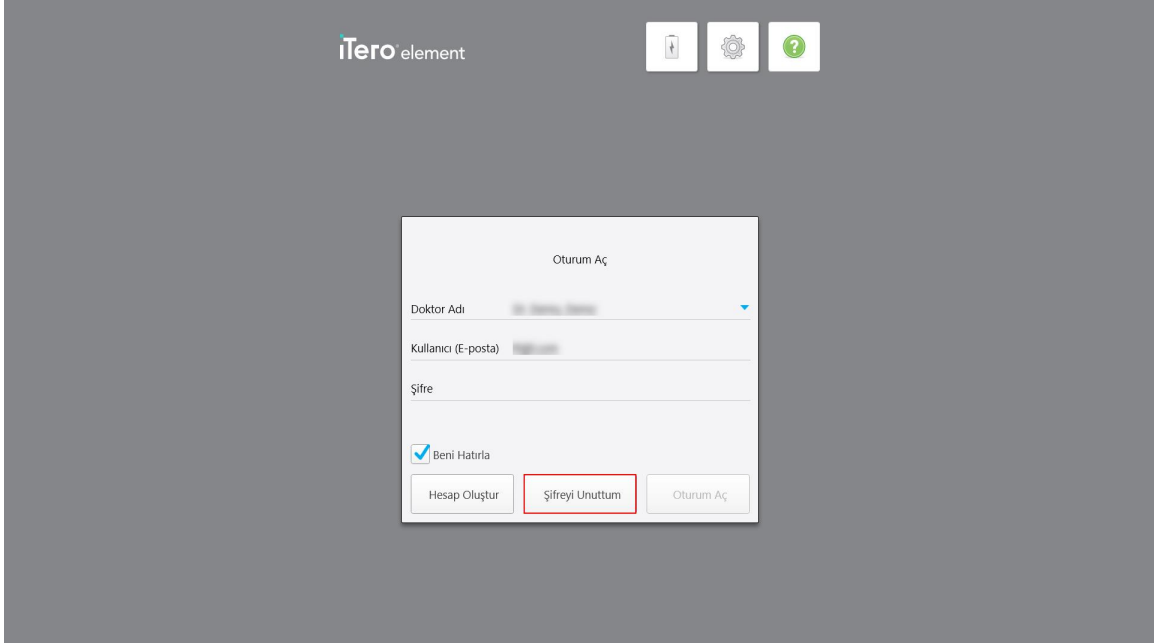 iTero element
?
Oturum Aç
Doktor Adı
Kullanıcı (E-posta)
Şifre
Beni Hatırla
Hesap Oluştur
Şifreyi Unuttum
Oturum Aç